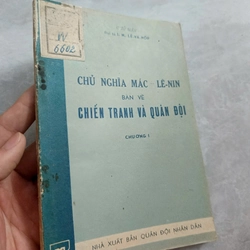 6602
CHỦ NGHĨA MÁC LÊ-NIN
BÀN VỀ
CHIẾN TRANH VÀ QUÂN ĐỘI
CHƯƠNG I
NHÀ XUẤT BẢN QUÂN ĐỘI NHÂN DÂN